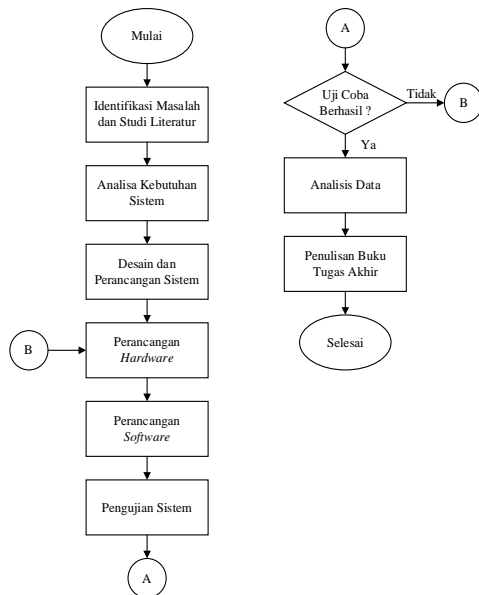 Mulai
Identifikasi Masalah
dan Studi Literatur
Analisa Kebutuhan
Sistem
Desain dan
Perancangan Sistem
B
Perancangan
Hardware
Perancangan
Software
Pengujian Sistem
A
A
Uji Coba
Berhasil ?
Tidak
B
Ya
Analisis Data
Penulisan Buku
Tugas Akhir
Selesai